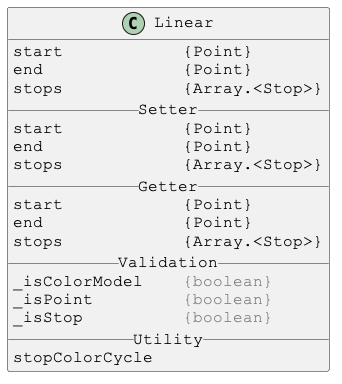 C Linear
start {Point}
end {Point}
stops {Array.<Stop>}
Setter
start {Point}
end {Point}
stops {Array.<Stop>}
Getter
start {Point}
end {Point}
stops {Array.<Stop>}
Validation
_isColorModel {boolean}
_isPoint {boolean}
_isStop {boolean}
Utility
stopColorCycle